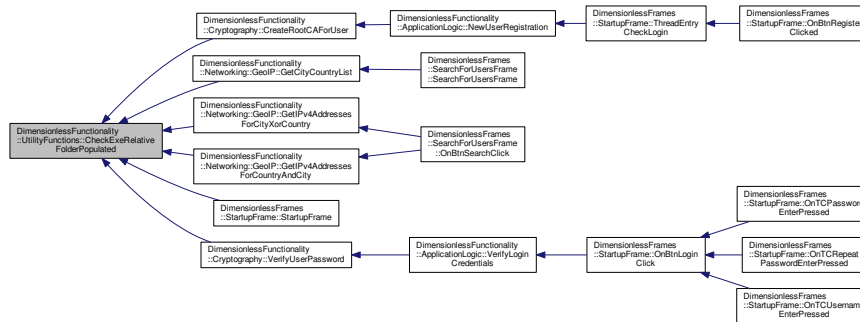 DimensionlessFunctionality
::Cryptography::CreateRootCAForUser
DimensionlessFunctionality
::ApplicationLogic::NewUserRegistration
DimensionlessFrames
::StartupFrame::ThreadEntry
CheckLogin
DimensionlessFrames
::StartupFrame::OnBtnRegister
Clicked
DimensionlessFunctionality
::Networking::GeoIP::GetCityCountryList
DimensionlessFrames
::SearchForUsersFrame
::SearchForUsersFrame
DimensionlessFunctionality
::Networking::GeoIP::GetIPv4Addresses
ForCityXorCountry
DimensionlessFunctionality
::UtilityFunctions::CheckExeRelative
FolderPopulated
DimensionlessFrames
::SearchForUsersFrame
::OnBtnSearchClick
DimensionlessFunctionality
::Networking::GeoIP::GetIPv4Addresses
ForCountryAndCity
DimensionlessFrames
::StartupFrame::StartupFrame
DimensionlessFunctionality
::Cryptography::VerifyUserPassword
DimensionlessFunctionality
::ApplicationLogic::VerifyLogin
Credentials
DimensionlessFrames
::StartupFrame::OnBtnLogin
Click
DimensionlessFrames
::StartupFrame::OnTCPassword
EnterPressed
DimensionlessFrames
::StartupFrame::OnTCRepeat
PasswordEnterPressed
DimensionlessFrames
::StartupFrame::OnTCUsername
EnterPressed